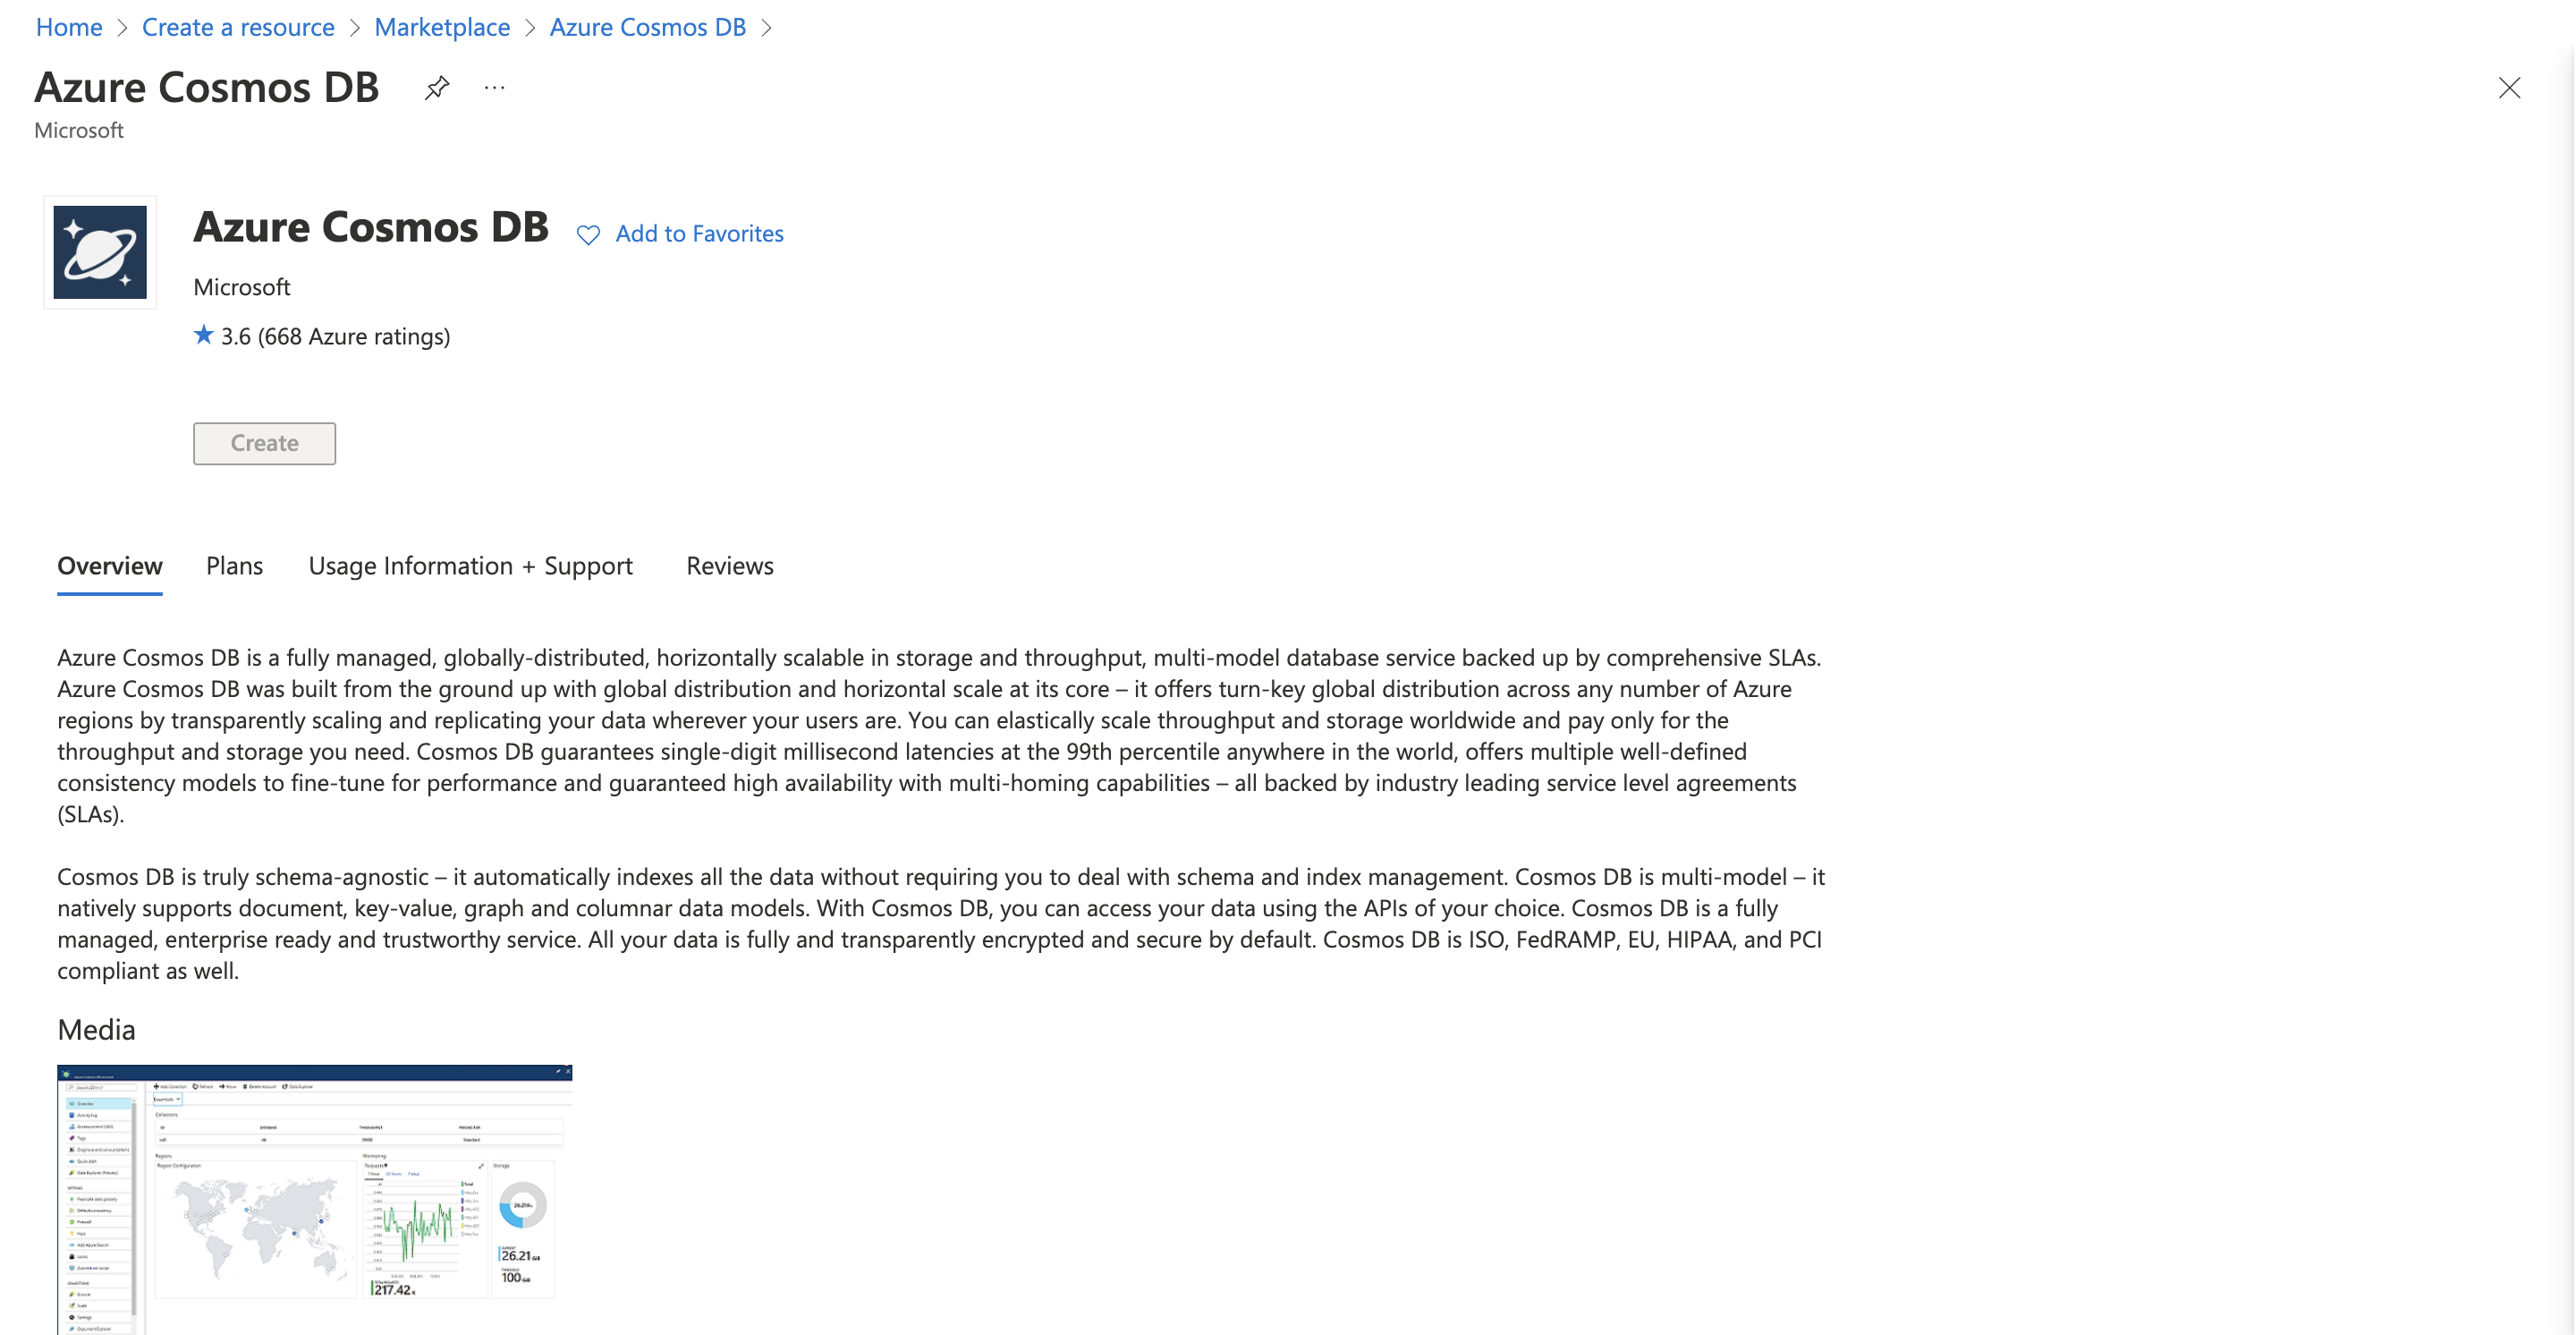 Home > Create a resource > Marketplace > Azure Cosmos DB >
Azure Cosmos DB ...
Microsoft
Azure Cosmos DB Add to Favorites
Microsoft
3.6 (668 Azure ratings)
Create
Overview Plans Usage Information + Support Reviews
Azure Cosmos DB is a fully managed, globally-distributed, horizontally scalable in storage and throughput, multi-model database service backed up by comprehensive SLAs.
Azure Cosmos DB was built from the ground up with global distribution and horizontal scale at its core – it offers turn-key global distribution across any number of Azure
regions by transparently scaling and replicating your data wherever your users are. You can elastically scale throughput and storage worldwide and pay only for the
throughput and storage you need. Cosmos DB guarantees single-digit millisecond latencies at the 99th percentile anywhere in the world, offers multiple well-defined
consistency models to fine-tune for performance and guaranteed high availability with multi-homing capabilities – all backed by industry leading service level agreements
(SLAs).
Cosmos DB is truly schema-agnostic – it automatically indexes all the data without requiring you to deal with schema and index management. Cosmos DB is multi-model – it
natively supports document, key-value, graph and columnar data models. With Cosmos DB, you can access your data using the APIs of your choice. Cosmos DB is a fully
managed, enterprise ready and trustworthy service. All your data is fully and transparently encrypted and secure by default. Cosmos DB is ISO, FedRAMP, EU, HIPAA, and PCI
compliant as well.
Media
Overview
Collections
Regions Monitoring
Region Configuration Requests Storage
26.21
100
217.42